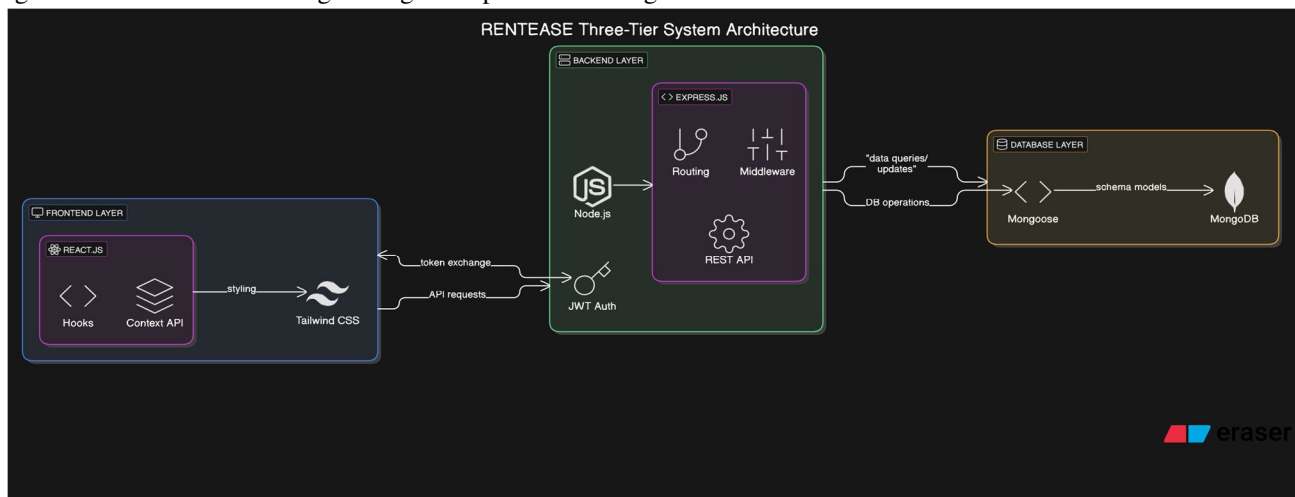 RENTEASE Three-Tier System Architecture
BACKEND LAYER
EXPRESS.JS
Routing
Middleware
REST API
JS
Node.js
JWT Auth
"data queries/
updates"
DB operations
DATABASE LAYER
Mongoose
schema models
MongoDB
FRONTEND LAYER
REACT.JS
Hooks
Context API
styling
Tailwind CSS
token exchange
API requests
eraser